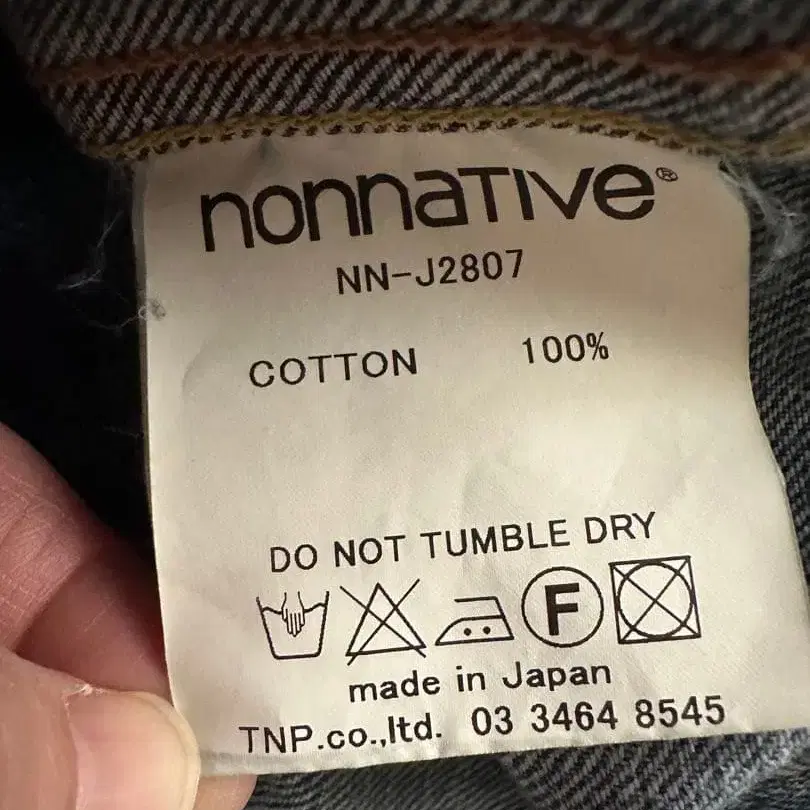 nonnative®
NN-J2807
COTTON 100%
DO NOT TUMBLE DRY
F
made in Japan
TNP.co.,ltd. 03 3464 8545